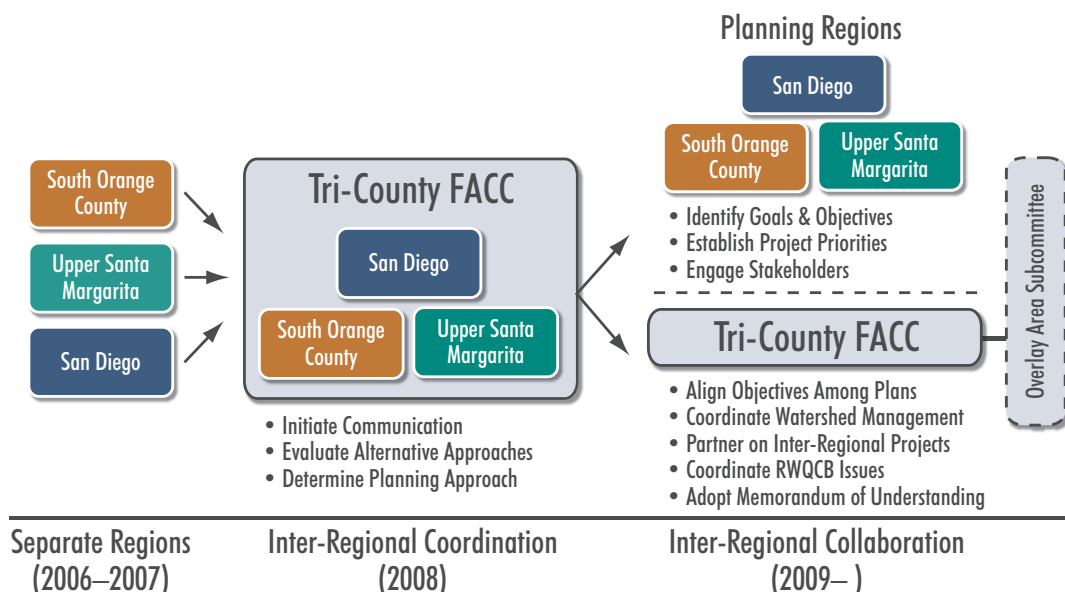 South Orange
County
Upper Santa
Margarita
San Diego
Tri-County FACC
San Diego
South Orange
County
Upper Santa
Margarita
• Initiate Communication
• Evaluate Alternative Approaches
• Determine Planning Approach
Planning Regions
San Diego
South Orange
County
Upper Santa
Margarita
• Identify Goals & Objectives
• Establish Project Priorities
• Engage Stakeholders
Tri-County FACC
• Align Objectives Among Plans
• Coordinate Watershed Management
• Partner on Inter-Regional Projects
• Coordinate RWQCB Issues
• Adopt Memorandum of Understanding
Overlay Area Subcommittee
Separate Regions
(2006–2007)
Inter-Regional Coordination
(2008)
Inter-Regional Collaboration
(2009– )